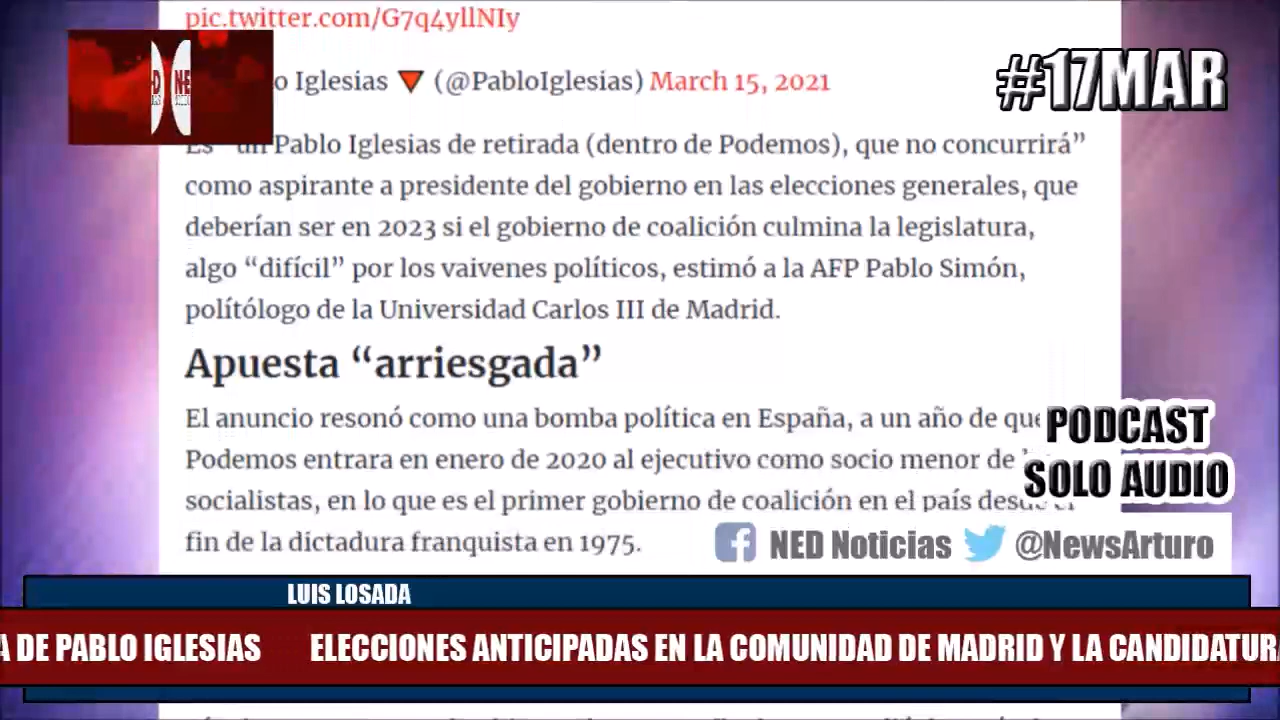 pic.twitter.com/G7q4yllNIy
#17MAR
o Iglesias 🔻 (@PabloIglesias) March 15, 2021
Es “un Pablo Iglesias de retirada (dentro de Podemos), que no concurrirá”
como aspirante a presidente del gobierno en las elecciones generales, que
deberían ser en 2023 si el gobierno de coalición culmina la legislatura,
algo “difícil” por los vaivenes políticos, estimó a la AFP Pablo Simón,
polítólogo de la Universidad Carlos III de Madrid.
Apuesta “arriesgada”
El anuncio resonó como una bomba política en España, a un año de que
Podemos entrara en enero de 2020 al ejecutivo como socio menor de
socialistas, en lo que es el primer gobierno de coalición en el país desde el
fin de la dictadura franquista en 1975.
PODCAST
SOLO AUDIO
NED Noticias @NewsArturo
LUIS LOSADA
A DE PABLO IGLESIAS ELECCIONES ANTICIPADAS EN LA COMUNIDAD DE MADRID Y LA CANDIDATURA